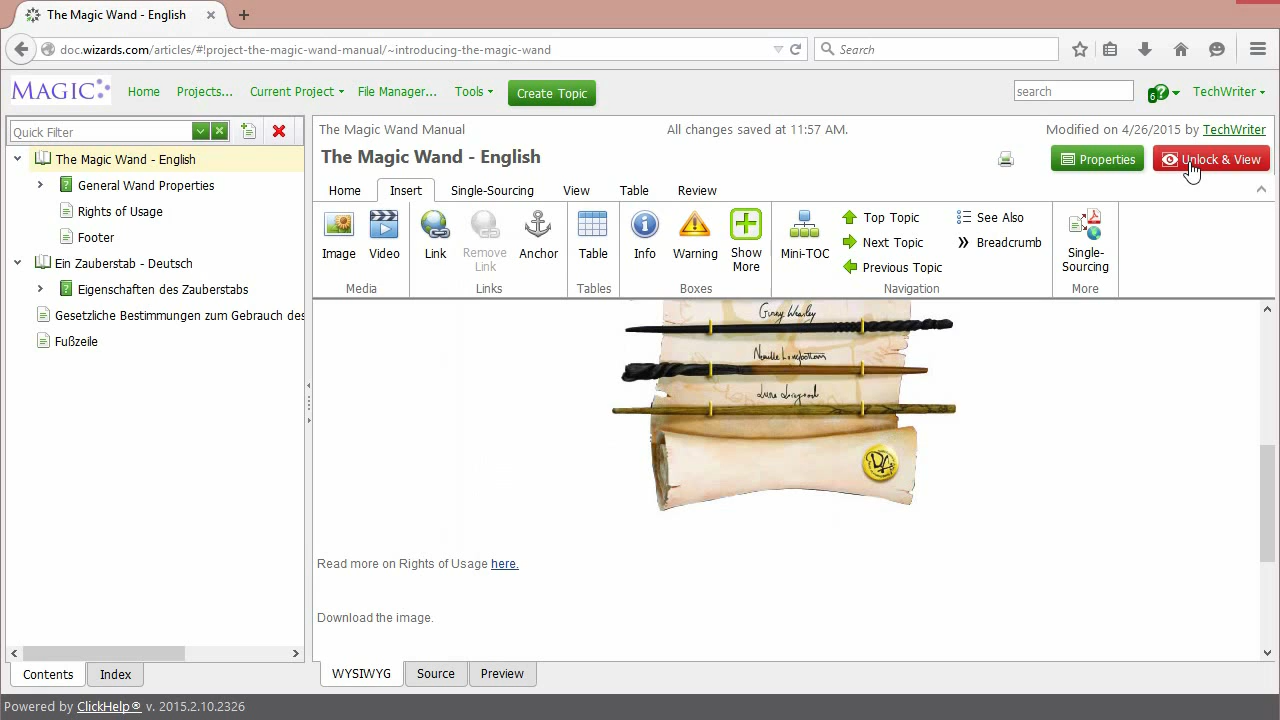 The Magic Wand - English
doc.wizards.com/articles/#!project-the-magic-wand-manual/~introducing-the-magic-wand
Search
MAGIC
Home
Projects...
Current Project
File Manager...
Tools
Create Topic
search
6
?
TechWriter
Quick Filter
The Magic Wand Manual
All changes saved at 11:57 AM.
Modified on 4/26/2015 by TechWriter
The Magic Wand - English
Properties
Unlock & View
The Magic Wand - English
General Wand Properties
Rights of Usage
Footer
Ein Zauberstab - Deutsch
Eigenschaften des Zauberstabs
Gesetzliche Bestimmungen zum Gebrauch des
Fußzeile
Home
Insert
Single-Sourcing
View
Table
Review
Image
Video
Link
Remove Link
Anchor
Table
Info
Warning
Show More
Mini-TOC
Top Topic
Next Topic
Previous Topic
See Also
Breadcrumb
Single-Sourcing
Media
Links
Tables
Boxes
Navigation
More
Ginny Weasley
Neville Longbottom
Luna Lovegood
DA
Read more on Rights of Usage here.
Download the image.
Contents
Index
WYSIWYG
Source
Preview
Powered by ClickHelp® v. 2015.2.10.2326